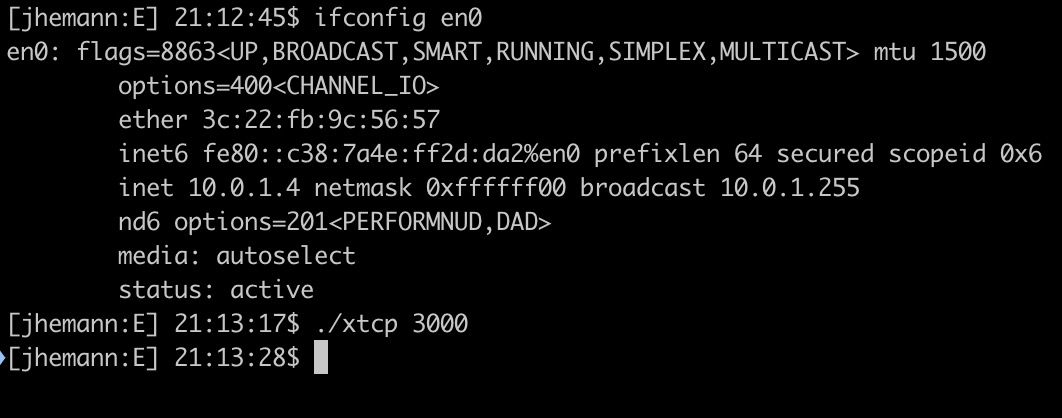 [jhemann:E] 21:12:45$ ifconfig en0
en0: flags=8863<UP,BROADCAST,SMART,RUNNING,SIMPLEX,MULTICAST> mtu 1500
options=400<CHANNEL_IO>
ether 3c:22:fb:9c:56:57
inet6 fe80::c38:7a4e:ff2d:da2%en0 prefixlen 64 secured scopeid 0x6
inet 10.0.1.4 netmask 0xffffff00 broadcast 10.0.1.255
nd6 options=201<PERFORMNUD,DAD>
media: autoselect
status: active
[jhemann:E] 21:13:17$ ./xtcp 3000
[jhemann:E] 21:13:28$